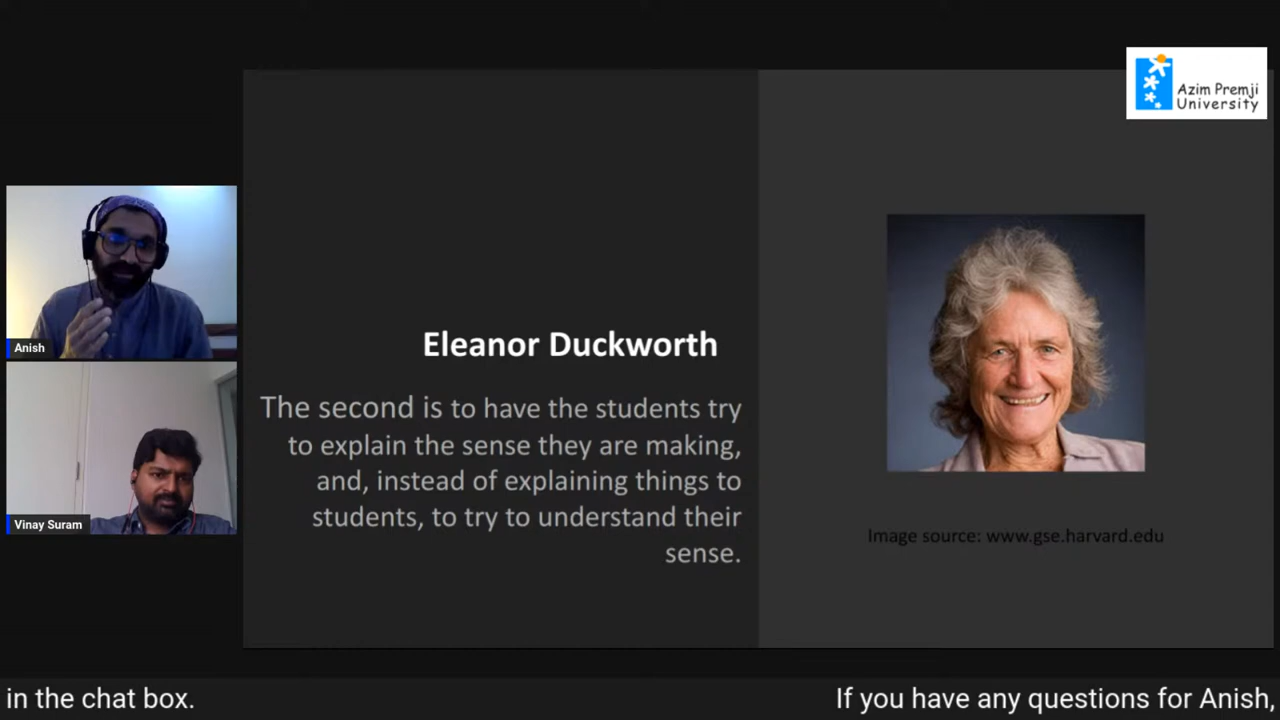 Azim Premji
University
Anish
Vinay Suram
Eleanor Duckworth
The second is to have the students try
to explain the sense they are making,
and, instead of explaining things to
students, to try to understand their
sense.
Image source: www.gse.harvard.edu
in the chat box.
If you have any questions for Anish,